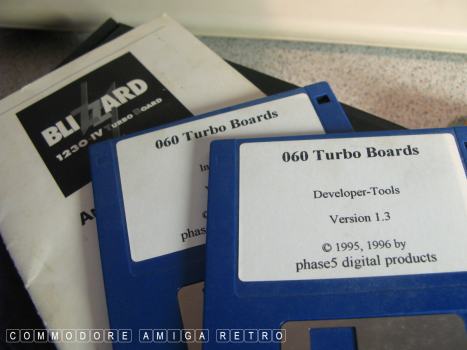 BLIZZARD
1230 IV TURBO BOARD
060 Turbo Boards
©
phase5
060 Turbo Boards
Developer-Tools
Version 1.3
© 1995, 1996 by
phase5 digital products
COMMODORE AMIGA RETRO